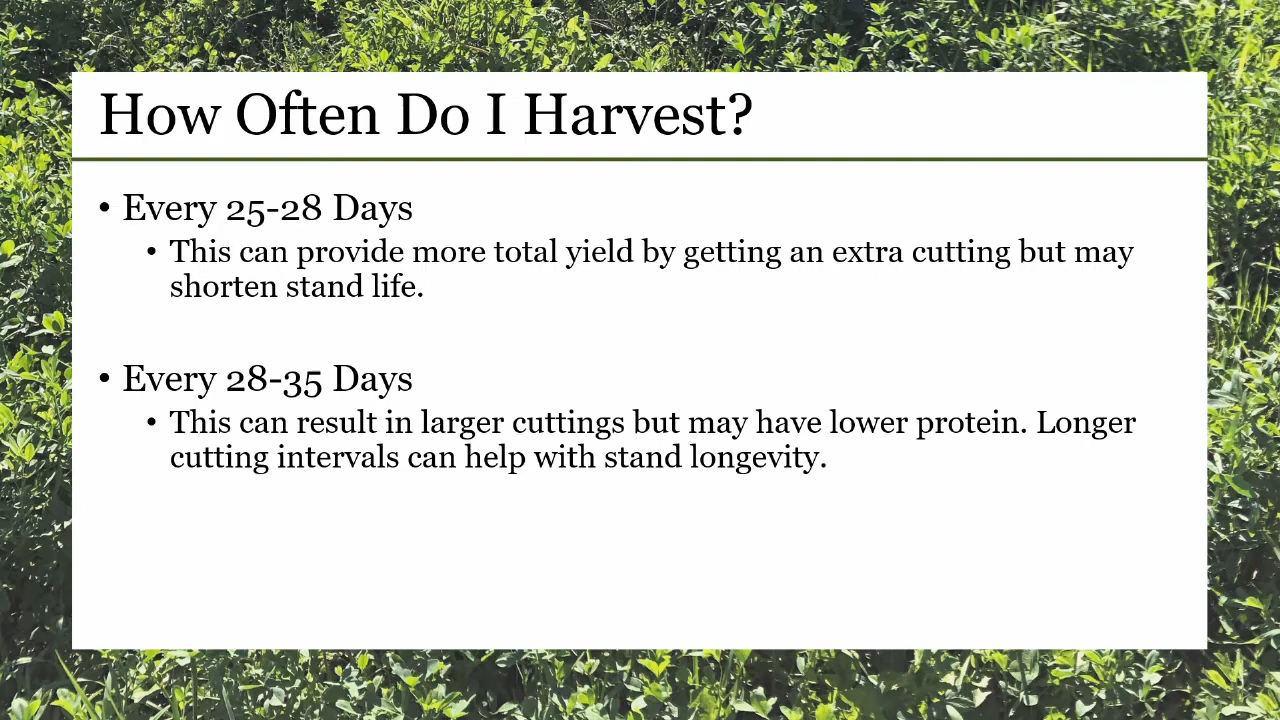 How Often Do I Harvest?
• Every 25-28 Days
• This can provide more total yield by getting an extra cutting but may
shorten stand life.
• Every 28-35 Days
• This can result in larger cuttings but may have lower protein. Longer
cutting intervals can help with stand longevity.